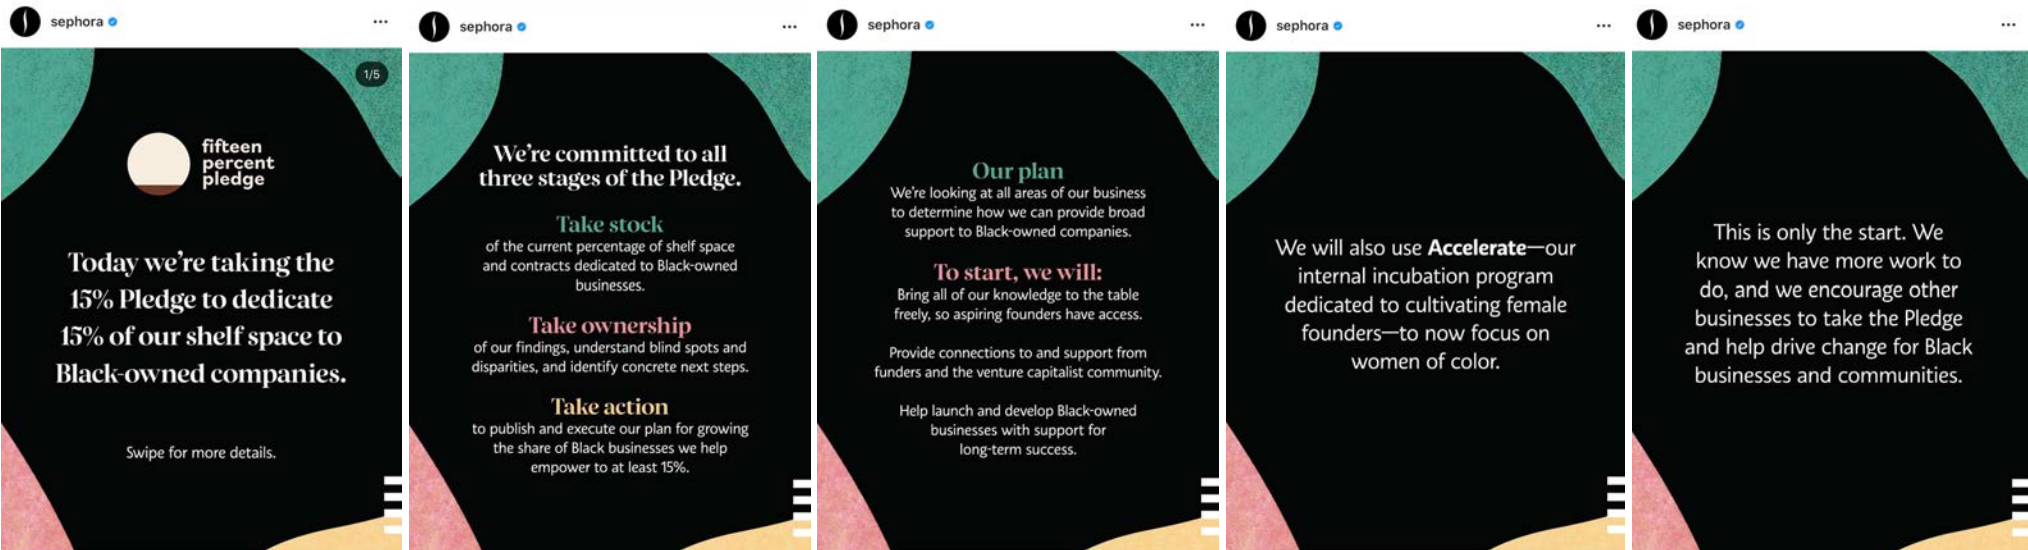 sephora
1/5
fifteen
percent
pledge
Today we're taking the
15% Pledge to dedicate
15% of our shelf space to
Black-owned companies.
Swipe for more details.
sephora
We're committed to all
three stages of the Pledge.
Take stock
of the current percentage of shelf space
and contracts dedicated to Black-owned
businesses.
Take ownership
of our findings, understand blind spots and
disparities, and identify concrete next steps.
Take action
to publish and execute our plan for growing
the share of Black businesses we help
empower to at least 15%.
sephora
Our plan
We're looking at all areas of our business
to determine how we can provide broad
support to Black-owned companies.
To start, we will:
Bring all of our knowledge to the table
freely, so aspiring founders have access.
Provide connections to and support from
funders and the venture capitalist community.
Help launch and develop Black-owned
businesses with support for
long-term success.
sephora
We will also use Accelerate—our
internal incubation program
dedicated to cultivating female
founders—to now focus on
women of color.
sephora
This is only the start. We
know we have more work to
do, and we encourage other
businesses to take the Pledge
and help drive change for Black
businesses and communities.